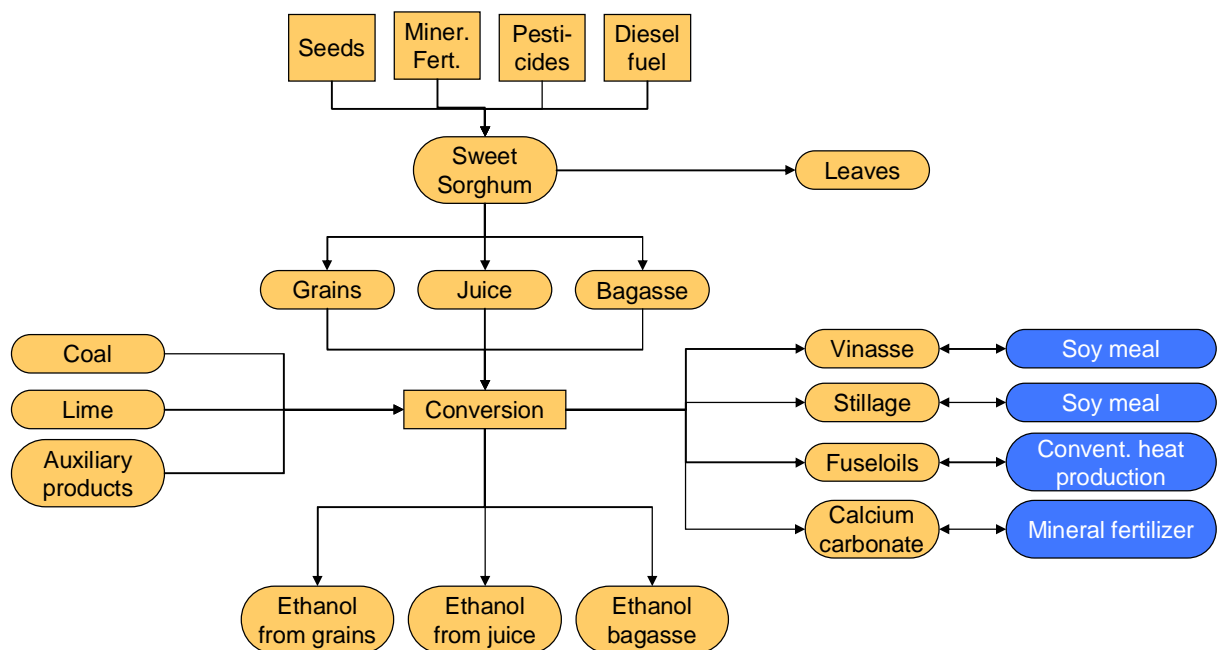 Seeds
Miner.
Fert.
Pesti-
cides
Diesel
fuel
Sweet
Sorghum
Leaves
Grains
Juice
Bagasse
Coal
Lime
Auxiliary
products
Conversion
Vinasse
Soy meal
Stillage
Soy meal
Fuseloils
Convent. heat
production
Calcium
carbonate
Mineral fertilizer
Ethanol
from grains
Ethanol
from juice
Ethanol
bagasse